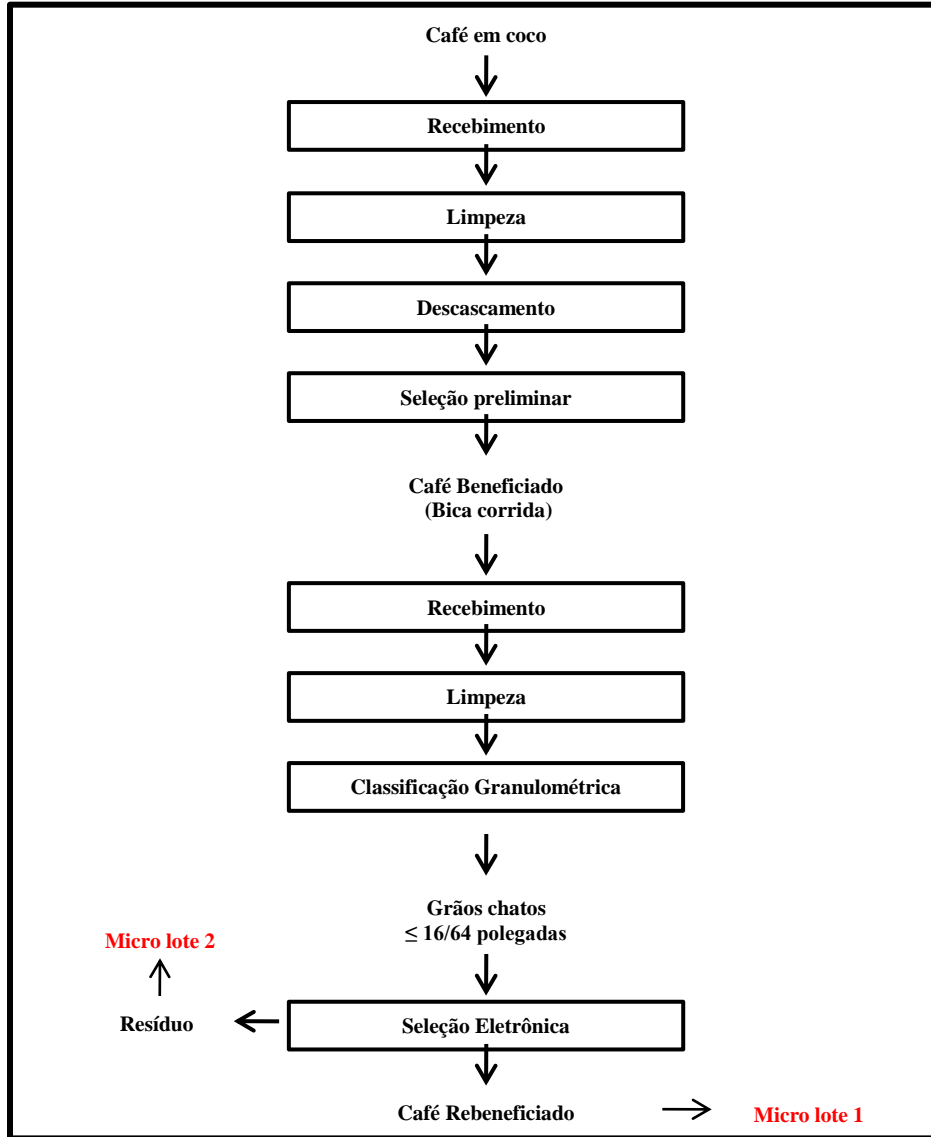 Café em coco
Recebimento
Limpeza
Descascamento
Seleção preliminar
Café Beneficiado
(Bica corrida)
Recebimento
Limpeza
Classificação Granulométrica
Grãos chatos
≤ 16/64 polegadas
Micro lote 2
Resíduo
Seleção Eletrônica
Café Rebeneficiado
Micro lote 1